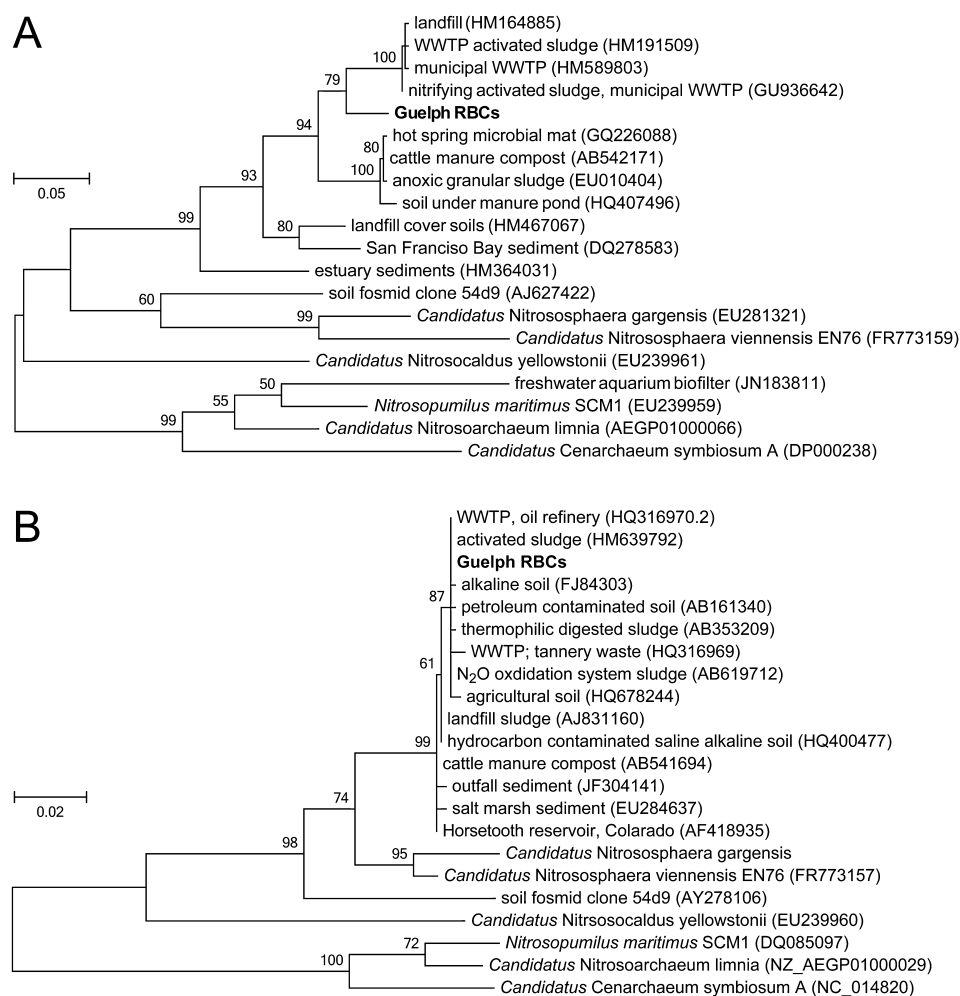 A
landfill (HM164885)
WWTP activated sludge (HM191509)
100
municipal WWTP (HM589803)
79
nitrifying activated sludge, municipal WWTP (GU936642)
Guelph RBCs
94
hot spring microbial mat (GQ226088)
80
cattle manure compost (AB542171)
100
anoxic granular sludge (EU010404)
93
0.05
soil under manure pond (HQ407496)
99
80
landfill cover soils (HM467067)
San Franciso Bay sediment (DQ278583)
estuary sediments (HM364031)
60
soil fosmid clone 54d9 (AJ627422)
99
Candidatus Nitrososphaera gargensis (EU281321)
Candidatus Nitrososphaera viennensis EN76 (FR773159)
Candidatus Nitrosocaldus yellowstonii (EU239961)
50
freshwater aquarium biofilter (JN183811)
55
Nitrosopumilus maritimus SCM1 (EU239959)
99
Candidatus Nitrosoarchaeum limnia (AEGP01000066)
Candidatus Cenarchaeum symbiosum A (DP000238)
B
WWTP, oil refinery (HQ316970.2)
activated sludge (HM639792)
Guelph RBCs
alkaline soil (FJ84303)
87
petroleum contaminated soil (AB161340)
thermophilic digested sludge (AB353209)
WWTP; tannery waste (HQ316969)
61
N2O oxdidation system sludge (AB619712)
agricultural soil (HQ678244)
landfill sludge (AJ831160)
99
hydrocarbon contaminated saline alkaline soil (HQ400477)
cattle manure compost (AB541694)
outfall sediment (JF304141)
0.02
74
salt marsh sediment (EU284637)
Horsetooth reservoir, Colarado (AF418935)
98
95
Candidatus Nitrososphaera gargensis
Candidatus Nitrososphaera viennensis EN76 (FR773157)
soil fosmid clone 54d9 (AY278106)
Candidatus Nitrsosocaldus yellowstonii (EU239960)
72
Nitrosopumilus maritimus SCM1 (DQ085097)
100
Candidatus Nitrosoarchaeum limnia (NZ_AEGP01000029)
Candidatus Cenarchaeum symbiosum A (NC_014820)